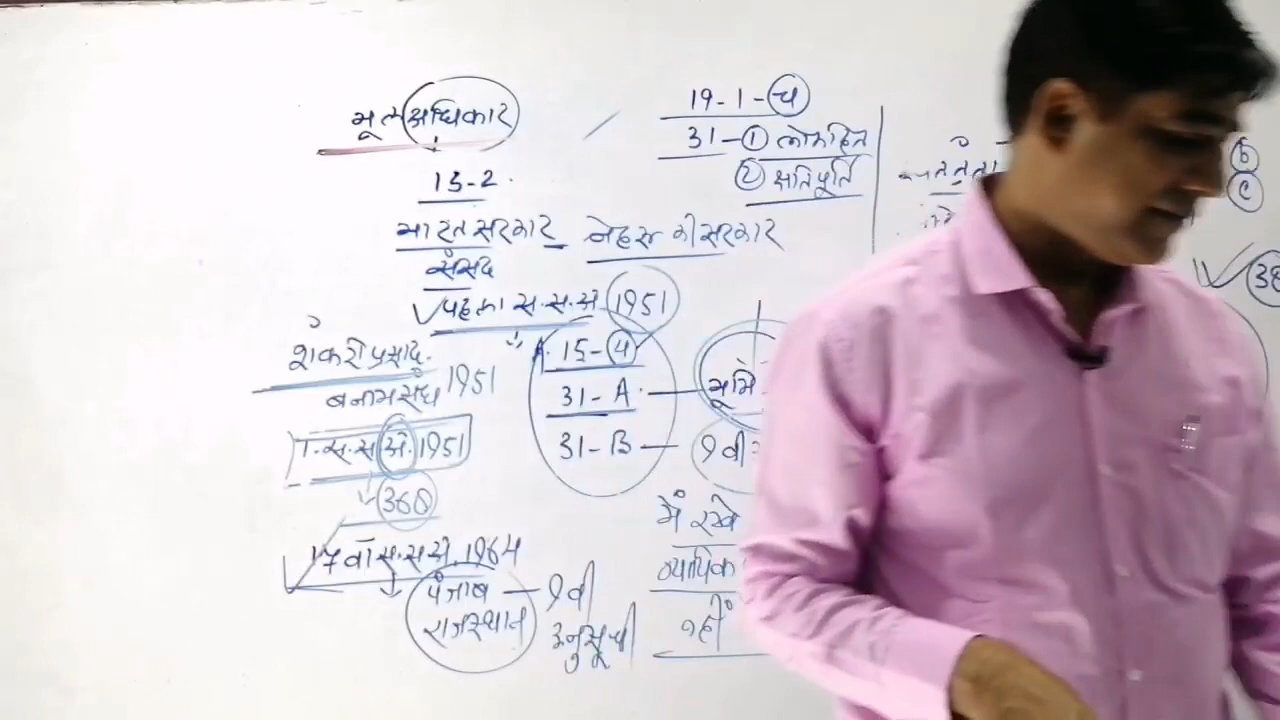 मूल अधिकार
13-2.
भारत सरकार - नेहरू की सरकार
संसद
✓ पहला स.स.अ. 1951
15-4
31-A. — भूमि
31-B — 9वी
में रखे
न्यायिक
नहीं
19-1-च
31-① लोकहित
② क्षतिपूर्ति
शंकरी प्रसाद.
बनाम संघ 1951
1.स.स.अ. 1951
368
17वाँ स.स.अ. 1964
पंजाब — 9वी
राजस्थान अनुसूची
b
c